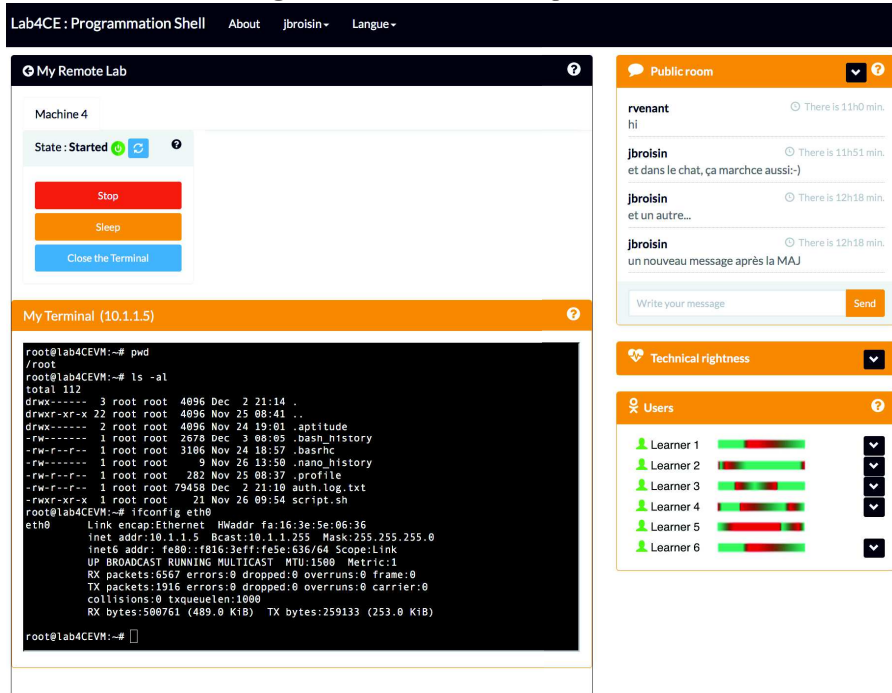 Lab4CE : Programmation Shell About jbroisin Langue
My Remote Lab ?
Machine 4
State : Started ?
Stop
Sleep
Close the Terminal
My Terminal (10.1.1.5) ?
root@lab4CEVM:~# pwd
/root
root@lab4CEVM:~# ls -al
total 112
drwx------ 3 root root 4096 Dec 2 21:14 .
drwxr-xr-x 22 root root 4096 Nov 25 08:41 ..
drwx------ 2 root root 4096 Nov 24 19:01 .aptitude
-rw------- 1 root root 2678 Dec 3 08:05 .bash_history
-rw-r--r-- 1 root root 3106 Nov 24 18:57 .basrhc
-rw------- 1 root root 9 Nov 26 13:50 .nano_history
-rw-r--r-- 1 root root 282 Nov 25 08:37 .profile
-rw-r--r-- 1 root root 79458 Dec 2 21:10 auth.log.txt
-rwxr-xr-x 1 root root 21 Nov 26 09:54 script.sh
root@lab4CEVM:~# ifconfig eth0
eth0 Link encap:Ethernet HWaddr fa:16:3e:5e:06:36
inet addr:10.1.1.5 Bcast:10.1.1.255 Mask:255.255.255.0
inet6 addr: fe80::f816:3eff:fe5e:636/64 Scope:Link
UP BROADCAST RUNNING MULTICAST MTU:1500 Metric:1
RX packets:6567 errors:0 dropped:0 overruns:0 frame:0
TX packets:1916 errors:0 dropped:0 overruns:0 carrier:0
collisions:0 txqueuelen:1000
RX bytes:500761 (489.0 KiB) TX bytes:259133 (253.0 KiB)
root@lab4CEVM:~#
Public room ?
rvenant There is 11h0 min.
hi
jbroisin There is 11h51 min.
et dans le chat, ça marchce aussi:-)
jbroisin There is 12h18 min.
et un autre...
jbroisin There is 12h18 min.
un nouveau message après la MAJ
Write your message Send
Technical rightness
Users ?
Learner 1
Learner 2
Learner 3
Learner 4
Learner 5
Learner 6